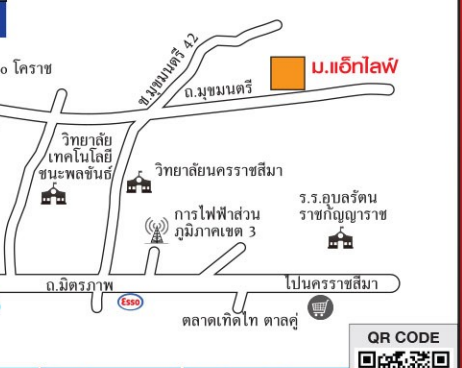 o โคราช
ซ.มุขมนตรี 42
ถ.มุขมนตรี
ม.แอ็ทไลฟ์
วิทยาลัย
เทคโนโลยี
ชนะพลขันธ์
วิทยาลัยนครราชสีมา
การไฟฟ้าส่วน
ภูมิภาคเขต 3
ร.ร.อุบลรัตน
ราชกัญญาราช
ถ.มิตรภาพ
ไปนครราชสีมา
Esso
ตลาดเทิดไท ตาลคู่
QR CODE